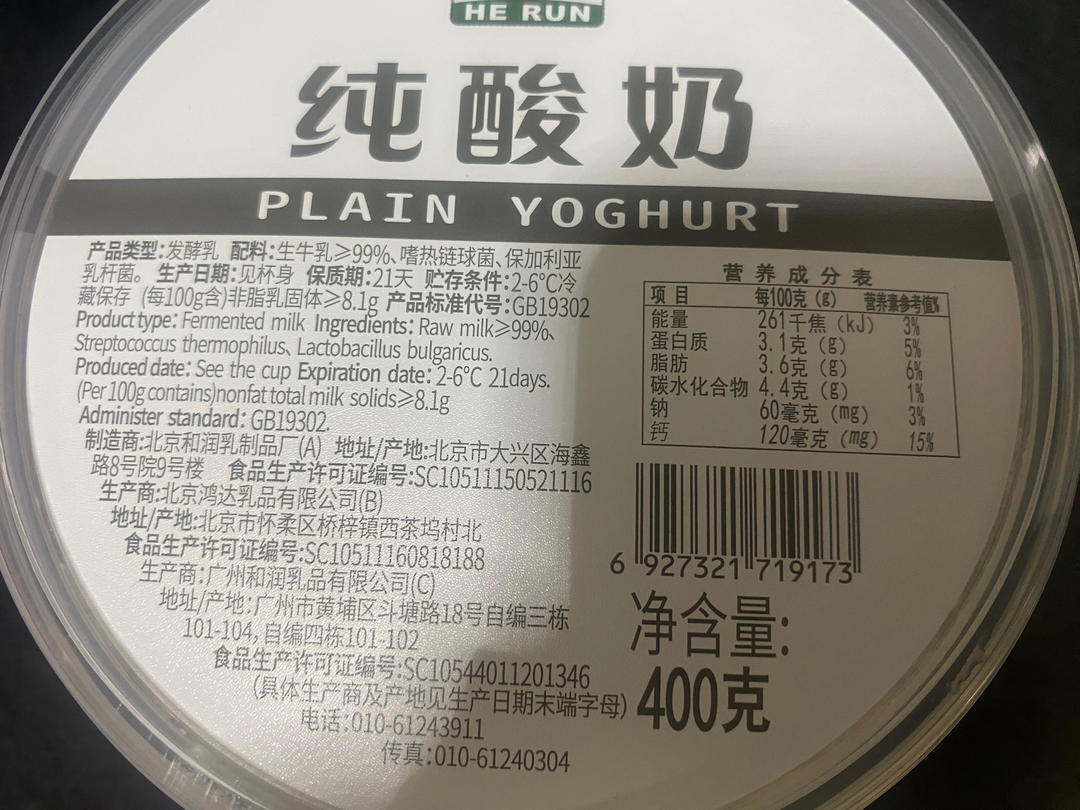 HE RUN
纯酸奶
PLAIN YOGHURT
产品类型:发酵乳 配料:生牛乳≥99%、嗜热链球菌、保加利亚
乳杆菌。 生产日期:见杯身 保质期:21天 贮存条件:2-6°C冷
藏保存 (每100g含)非脂乳固体≥8.1g 产品标准代号:GB19302
Product type: Fermented milk Ingredients: Raw milk≥99%、
Streptococcus thermophilus、Lactobacillus bulgaricus.
Produced date: See the cup Expiration date: 2-6°C 21days.
(Per 100g contains)nonfat total milk solids≥8.1g
Administer standard: GB19302.
制造商:北京和润乳制品厂(A) 地址/产地:北京市大兴区海鑫
路8号院9号楼 食品生产许可证编号:SC10511150521116
生产商:北京鸿达乳品有限公司(B)
地址/产地:北京市怀柔区桥梓镇西茶坞村北
食品生产许可证编号:SC10511160818188
生产商:广州和润乳品有限公司(C)
地址/产地:广州市黄埔区斗塘路18号自编三栋
101-104,自编四栋101-102
食品生产许可证编号:SC10544011201346
(具体生产商及产地见生产日期末端字母)
电话:010-61243911
传真:010-61240304
营养成分表
项目 每100克(g) 营养素参考值%
能量 261千焦(kJ) 3%
蛋白质 3.1克(g) 5%
脂肪 3.6克(g) 6%
碳水化合物 4.4克(g) 1%
钠 60毫克(mg) 3%
钙 120毫克(mg) 15%
6 927321 719173
净含量:
400克